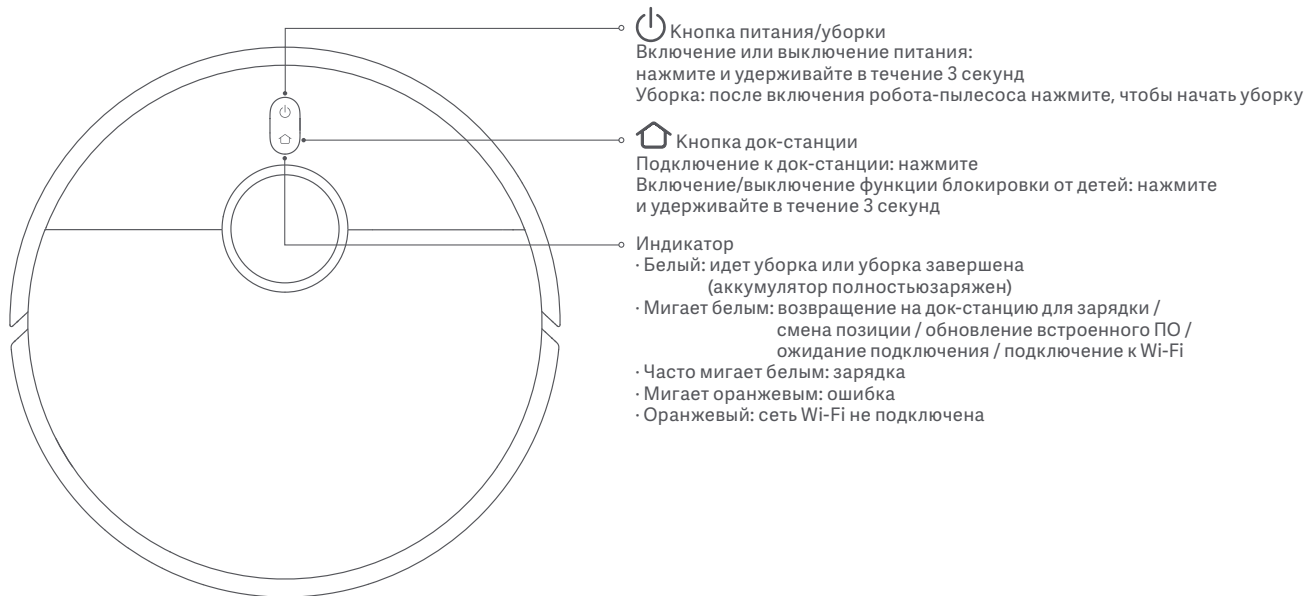 Кнопка питания/уборки
Включение или выключение питания:
нажмите и удерживайте в течение 3 секунд
Уборка: после включения робота-пылесоса нажмите, чтобы начать уборку
Кнопка док-станции
Подключение к док-станции: нажмите
Включение/выключение функции блокировки от детей: нажмите
и удерживайте в течение 3 секунд
Индикатор
· Белый: идет уборка или уборка завершена
(аккумулятор полностьюзаряжен)
· Мигает белым: возвращение на док-станцию для зарядки /
смена позиции / обновление встроенного ПО /
ожидание подключения / подключение к Wi-Fi
· Часто мигает белым: зарядка
· Мигает оранжевым: ошибка
· Оранжевый: сеть Wi-Fi не подключена